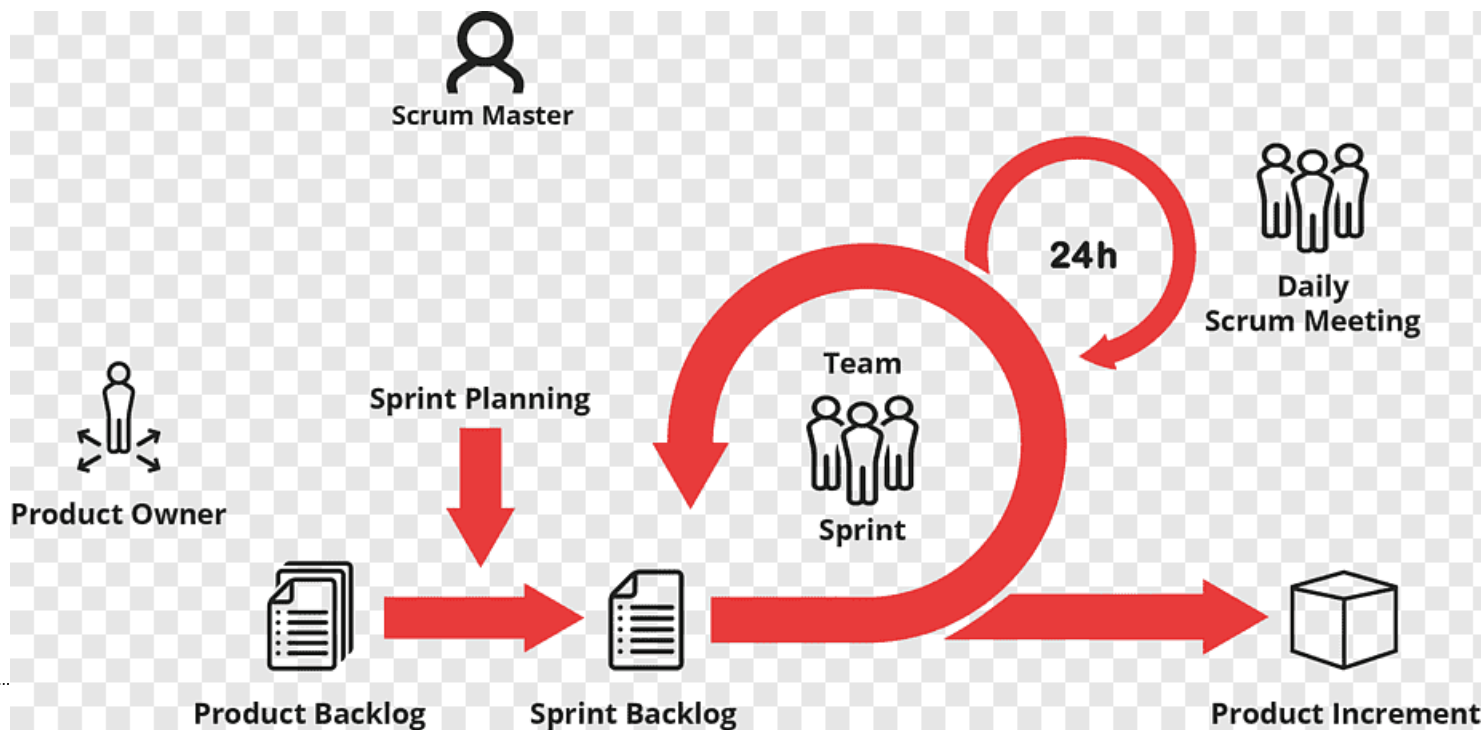 Scrum Master
24h
Daily
Scrum Meeting
Team
Sprint Planning
Product Owner
Sprint
...
Product Backlog
Sprint Backlog
Product Increment